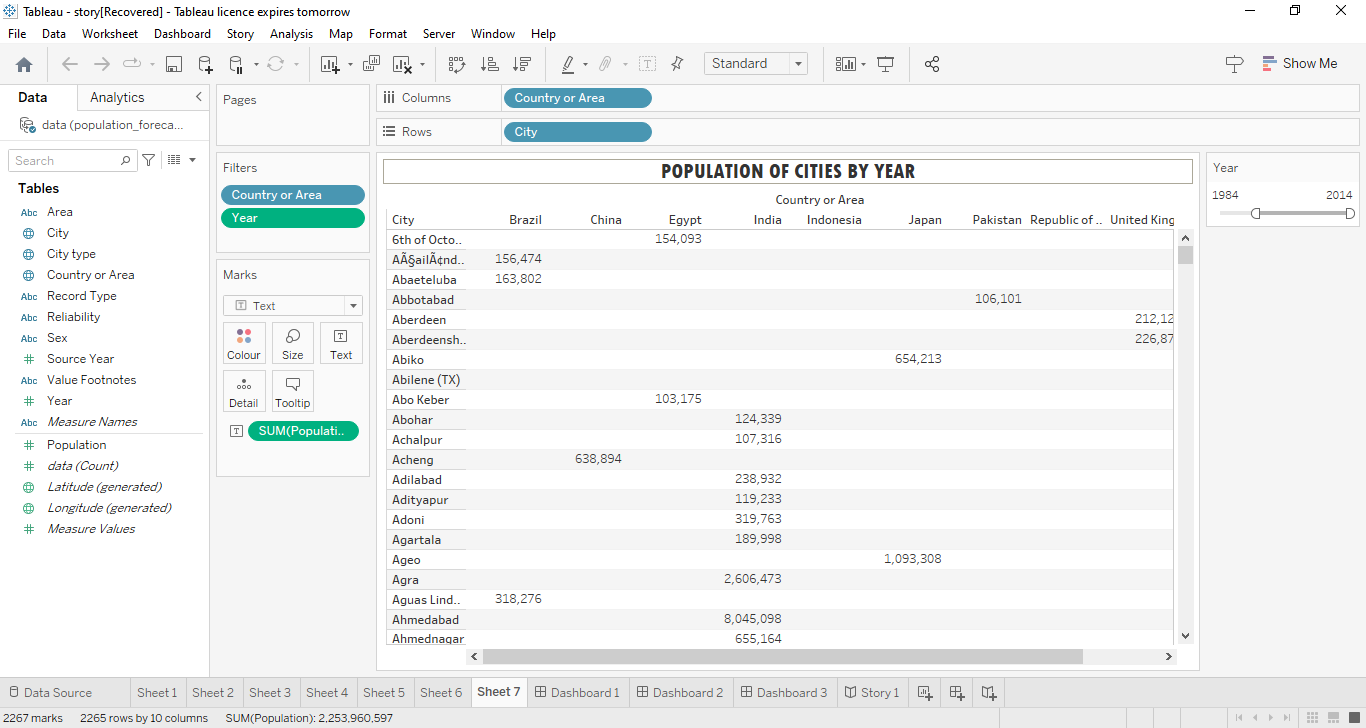 Tableau - story[Recovered] - Tableau licence expires tomorrow
File Data Worksheet Dashboard Story Analysis Map Format Server Window Help
Standard
Show Me
Data Analytics
data (population_foreca...
Search
Tables
Abc Area
City
City type
Country or Area
Abc Record Type
Abc Reliability
Abc Sex
Source Year
Abc Value Footnotes
Year
Abc Measure Names
Population
data (Count)
Latitude (generated)
Longitude (generated)
Measure Values
Pages
Filters
Country or Area
Year
Marks
Text
Colour Size Text
Detail Tooltip
SUM(Populati..
Columns Country or Area
Rows City
POPULATION OF CITIES BY YEAR
Country or Area
City Brazil China Egypt India Indonesia Japan Pakistan Republic of .. United King
6th of Octo.. 154,093
AÃ§ailÃ¢nd.. 156,474
Abaeteluba 163,802
Abbotabad 106,101
Aberdeen 212,12
Aberdeensh.. 226,87
Abiko 654,213
Abilene (TX)
Abo Keber 103,175
Abohar 124,339
Achalpur 107,316
Acheng 638,894
Adilabad 238,932
Adityapur 119,233
Adoni 319,763
Agartala 189,998
Ageo 1,093,308
Agra 2,606,473
Aguas Lind.. 318,276
Ahmedabad 8,045,098
Ahmednagar 655,164
Year
1984 2014
Data Source Sheet 1 Sheet 2 Sheet 3 Sheet 4 Sheet 5 Sheet 6 Sheet 7 Dashboard 1 Dashboard 2 Dashboard 3 Story 1
2267 marks 2265 rows by 10 columns SUM(Population): 2,253,960,597